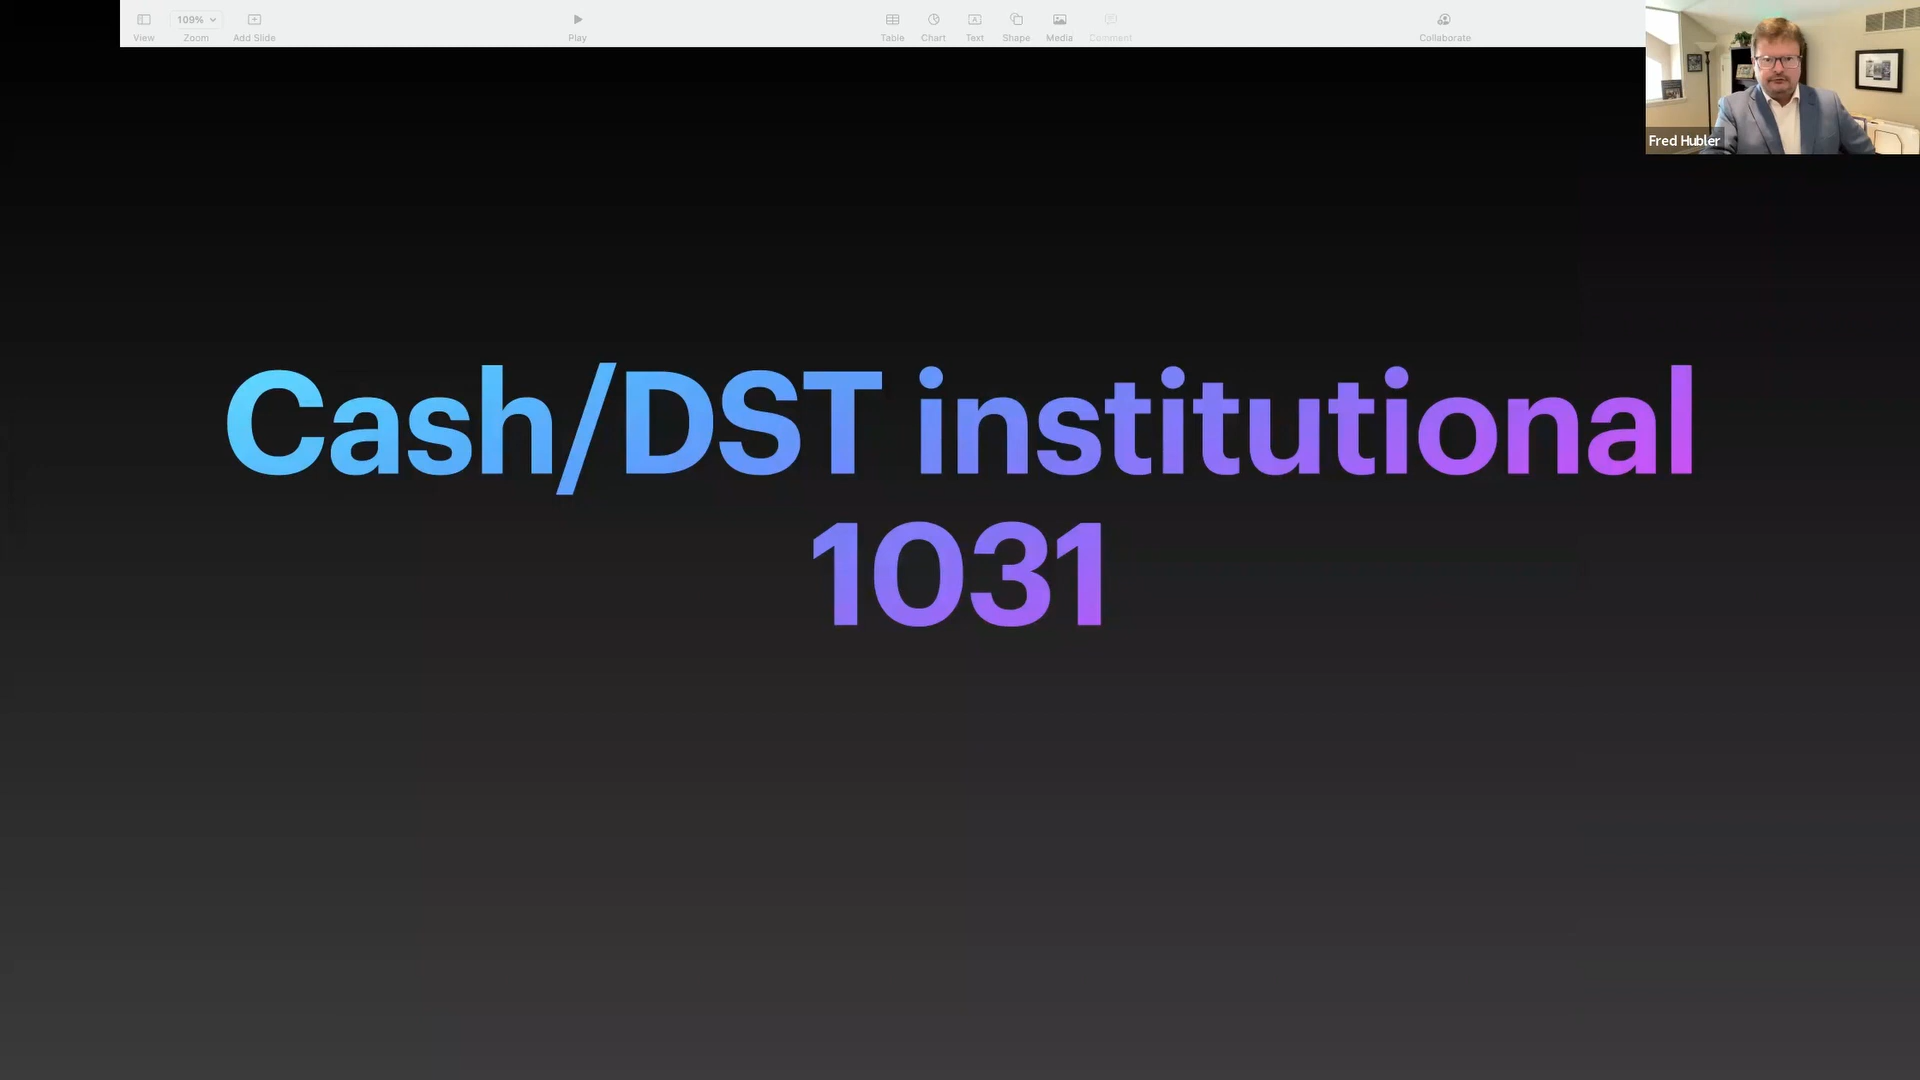 109%
View
Zoom
Add Slide
Play
Table
Chart
Text
Shape
Media
Comment
Collaborate
Fred Hubler
Cash/DST institutional
1031